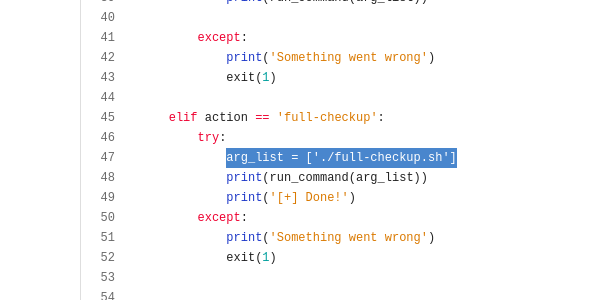 print(run_command(arg_list))
40
41 except:
42 print('Something went wrong')
43 exit(1)
44
45 elif action == 'full-checkup':
46 try:
47 arg_list = ['./full-checkup.sh']
48 print(run_command(arg_list))
49 print('[+] Done!')
50 except:
51 print('Something went wrong')
52 exit(1)
53
54